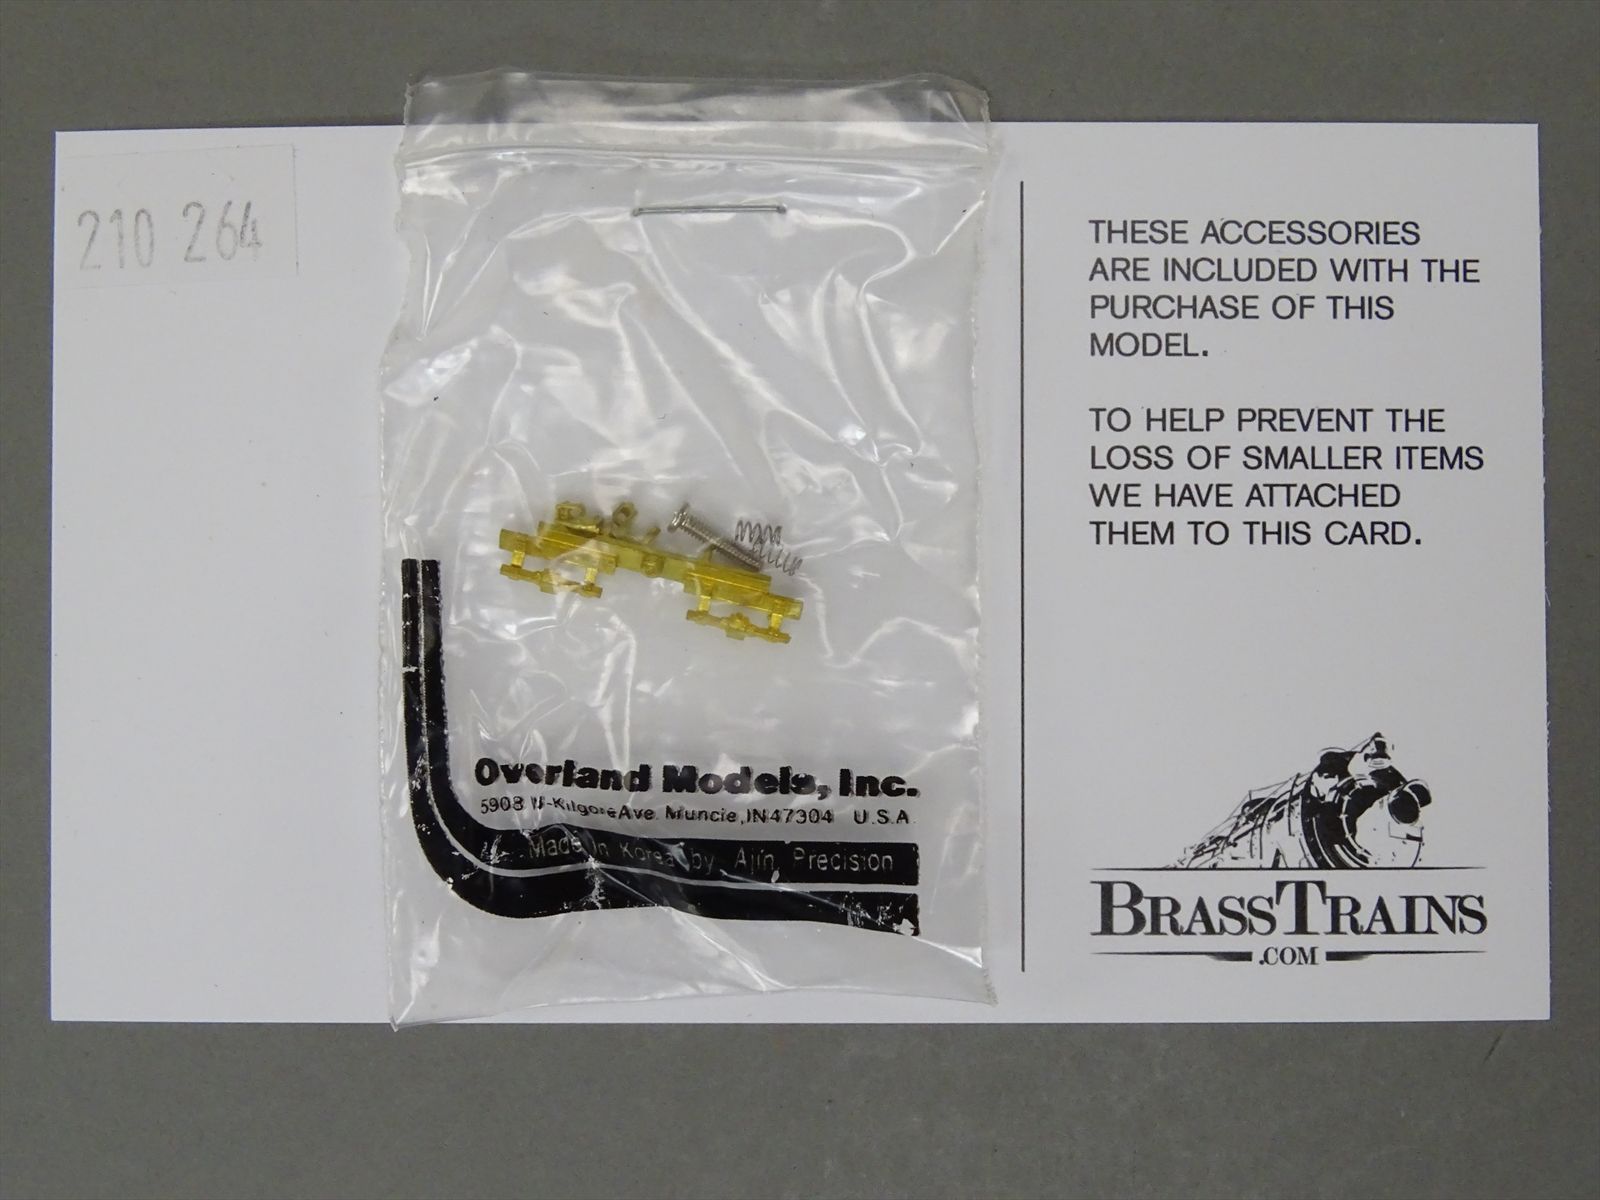 210 264
THESE ACCESSORIES
ARE INCLUDED WITH THE
PURCHASE OF THIS
MODEL.
TO HELP PREVENT THE
LOSS OF SMALLER ITEMS
WE HAVE ATTACHED
THEM TO THIS CARD.
Overland Models, Inc.
5908 W-Kilgore Ave. Muncie, IN47304 U.S.A.
Made in Korea by Ajin Precision
BRASSTRAINS
.COM